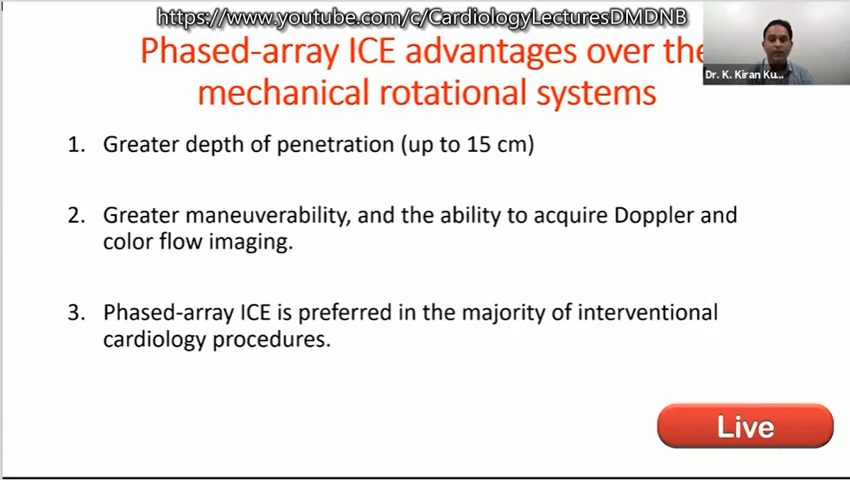 https://www.youtube.com/c/CardiologyLecturesDMDNB
Phased-array ICE advantages over the
mechanical rotational systems
Dr. K. Kiran Ku...
1. Greater depth of penetration (up to 15 cm)
2. Greater maneuverability, and the ability to acquire Doppler and
color flow imaging.
3. Phased-array ICE is preferred in the majority of interventional
cardiology procedures.
Live